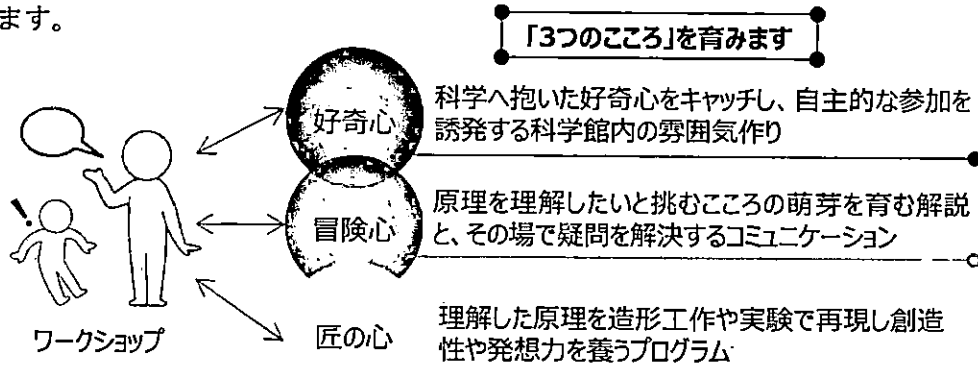 ます。
「3つのこころ」を育みます
好奇心
科学へ抱いた好奇心をキャッチし、自主的な参加を
誘発する科学館内の雰囲気作り
冒険心
原理を理解したいと挑むこころの萌芽を育む解説
と、その場で疑問を解決するコミュニケーション
!
ワークショップ
匠の心
理解した原理を造形工作や実験で再現し創造
性や発想力を養うプログラム